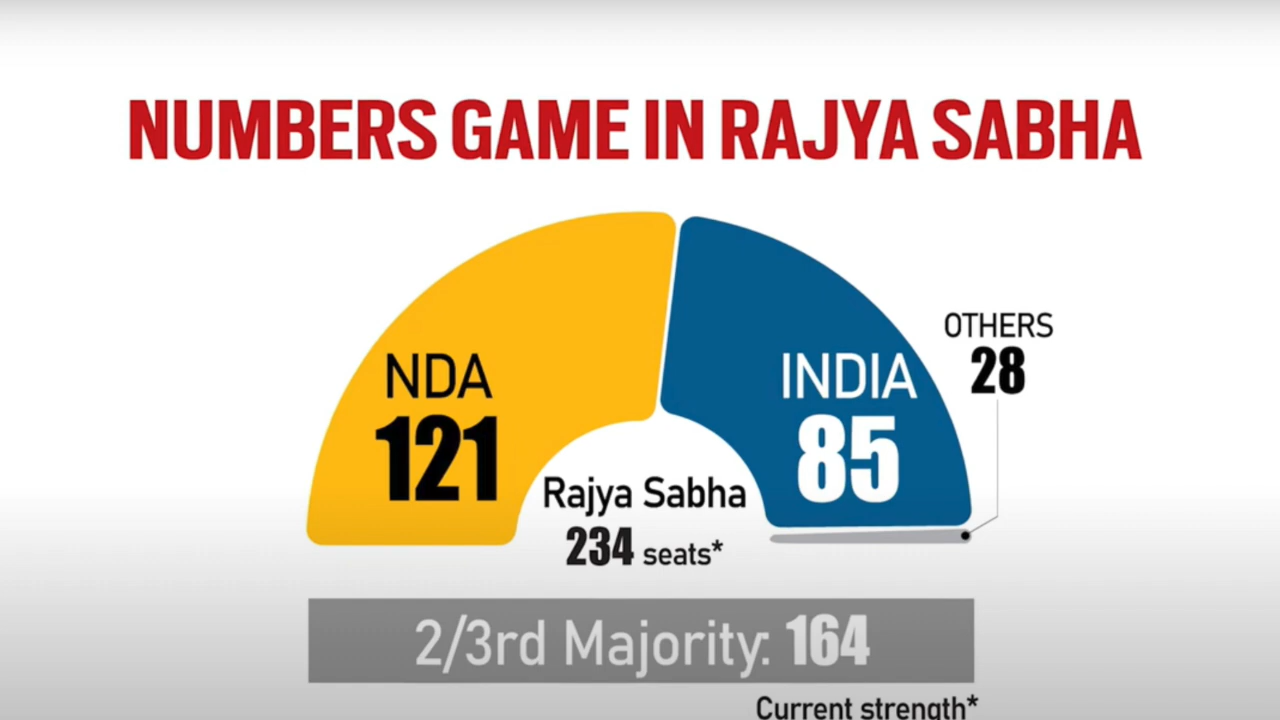 NUMBERS GAME IN RAJYA SABHA
NDA
121
INDIA
85
OTHERS
28
Rajya Sabha
234 seats*
2/3rd Majority: 164
Current strength*